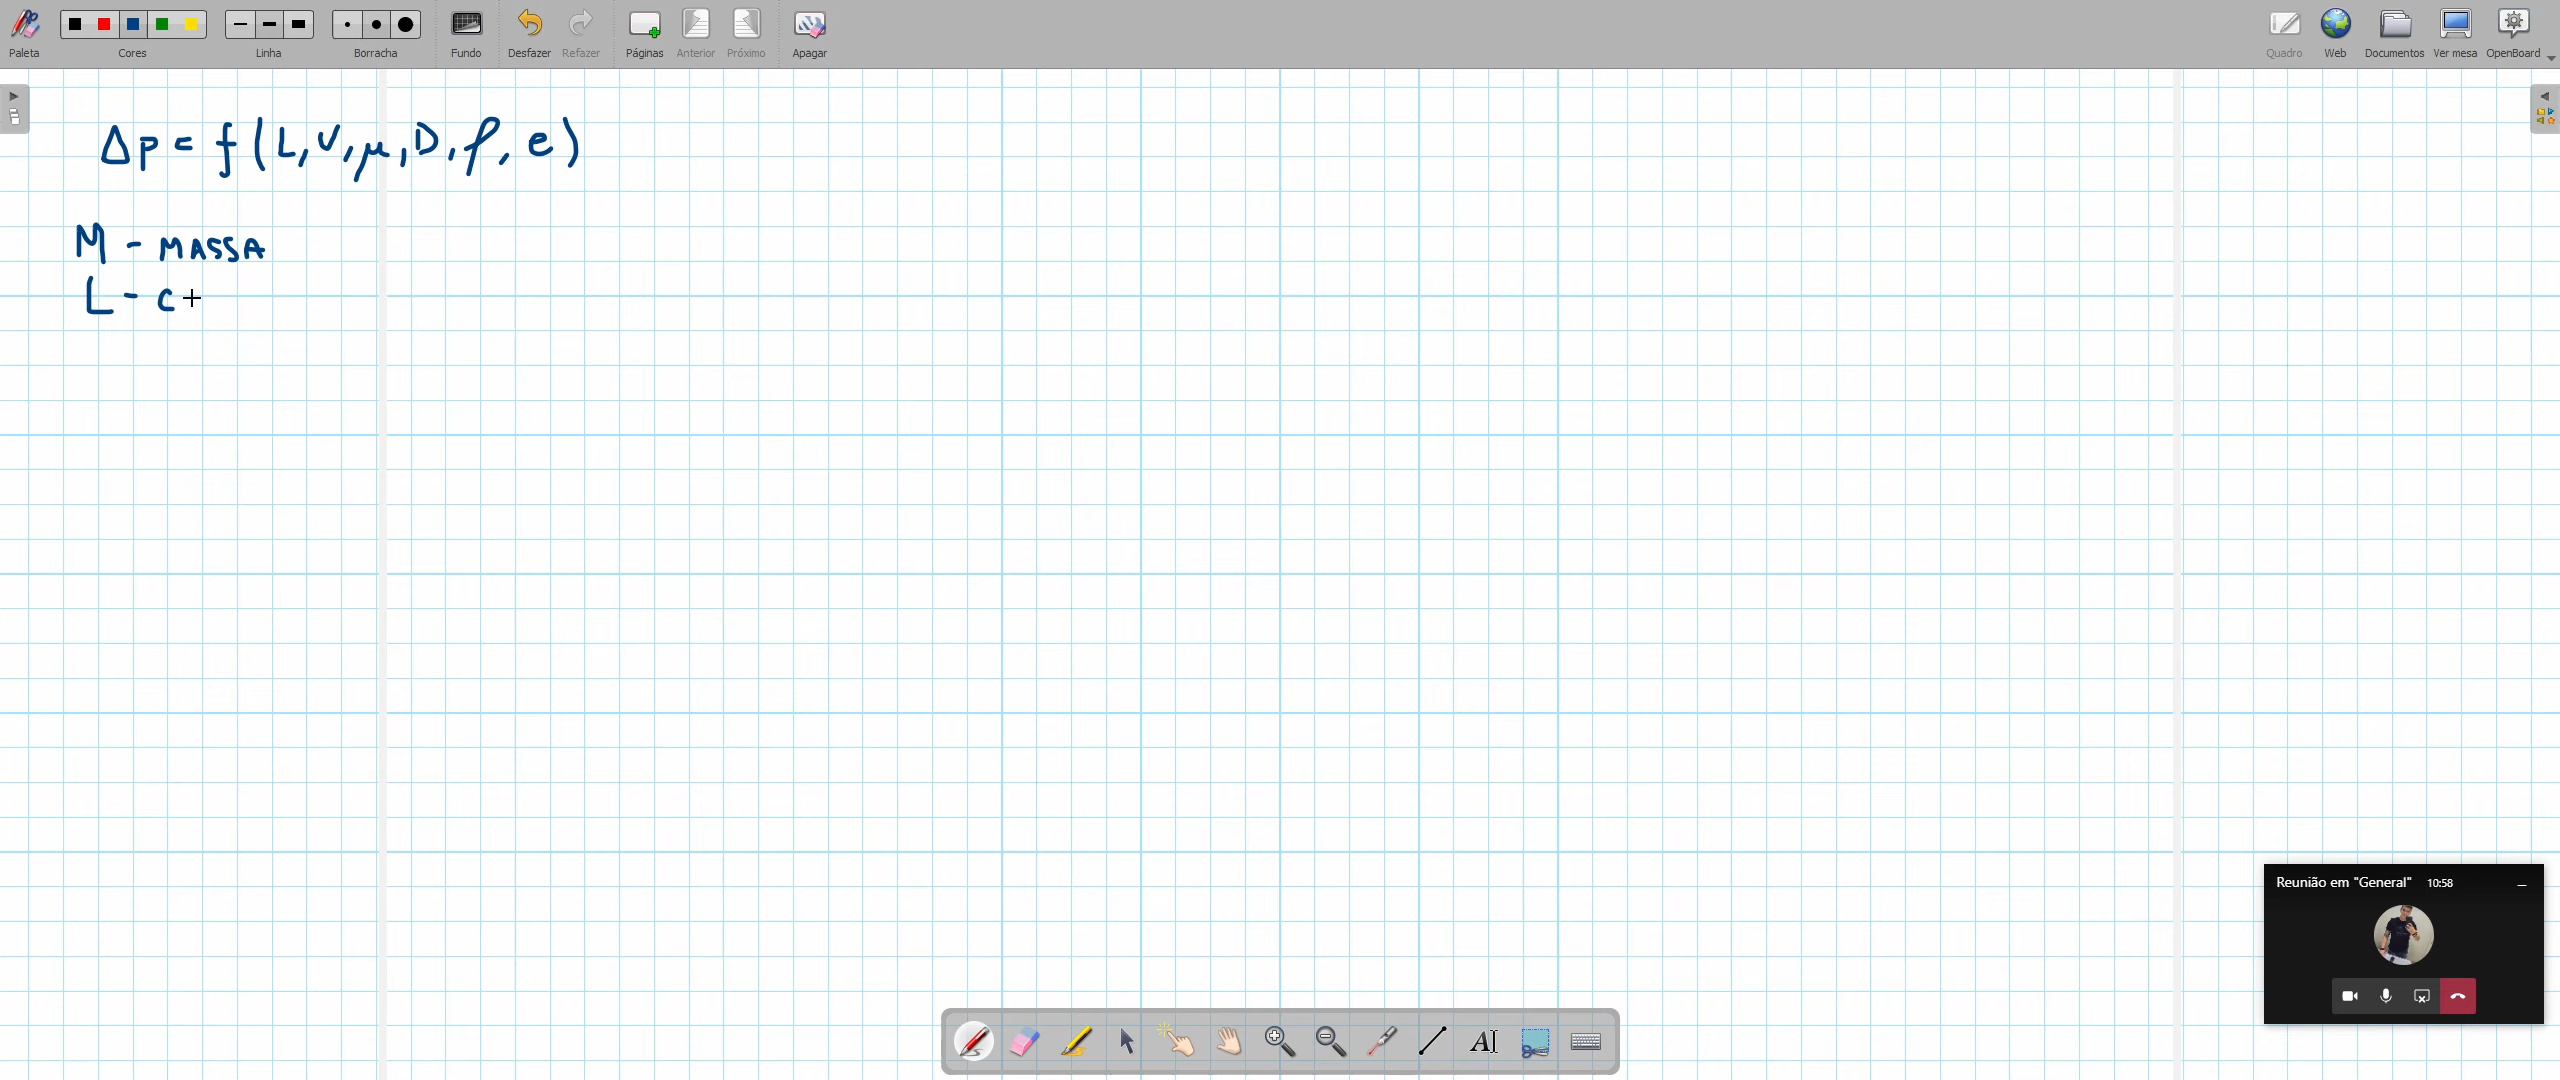 Paleta Cores Linha Borracha Fundo Desfazer Refazer Páginas Anterior Próximo Apagar Quadro Web Documentos Ver mesa OpenBoard
Δp = f(L, V, μ, D, ρ, e)
M - MASSA
L - C
Reunião em "General" 10:58
AI